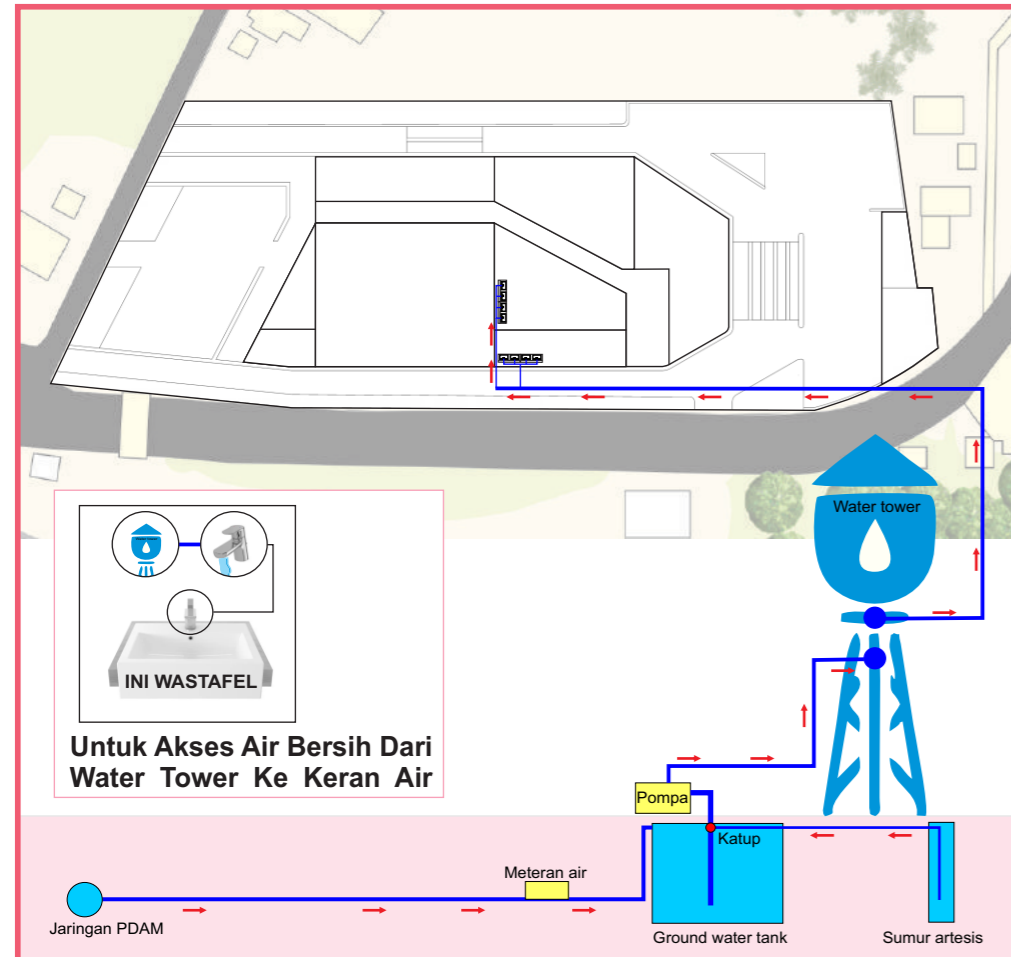 Water tower
INI WASTAFEL
Untuk Akses Air Bersih Dari
Water Tower Ke Keran Air
Pompa
Katup
Meteran air
Jaringan PDAM
Ground water tank
Sumur artesis